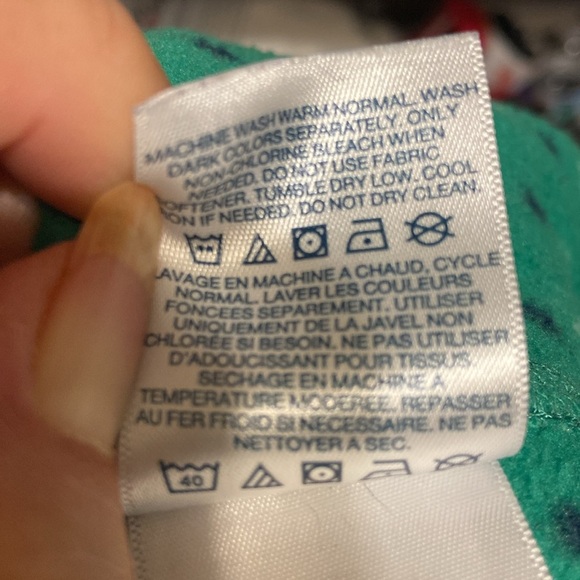 MACHINE WASH WARM NORMAL. WASH
DARK COLORS SEPARATELY. ONLY
NON-CHLORINE BLEACH WHEN
NEEDED. DO NOT USE FABRIC
SOFTENER. TUMBLE DRY LOW. COOL
IRON IF NEEDED. DO NOT DRY CLEAN.
LAVAGE EN MACHINE A CHAUD, CYCLE
NORMAL. LAVER LES COULEURS
FONCEES SEPAREMENT. UTILISER
UNIQUEMENT DE LA JAVEL NON
CHLORÉE SI BESOIN. NE PAS UTILISER
D'ADOUCISSANT POUR TISSUS.
SECHAGE EN MACHINE A
TEMPERATURE MODEREE. REPASSER
AU FER FROID SI NECESSAIRE. NE PAS
NETTOYER A SEC.
40